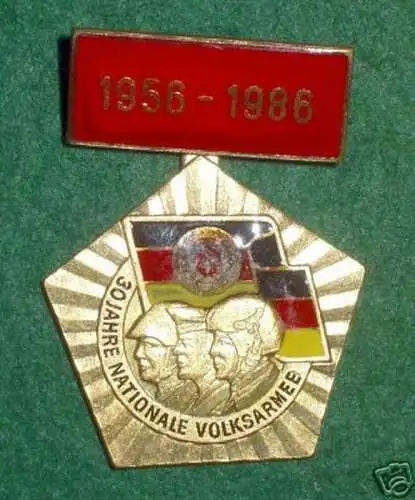 1956 - 1986
30 JAHRE NATIONALE VOLKSARMEE